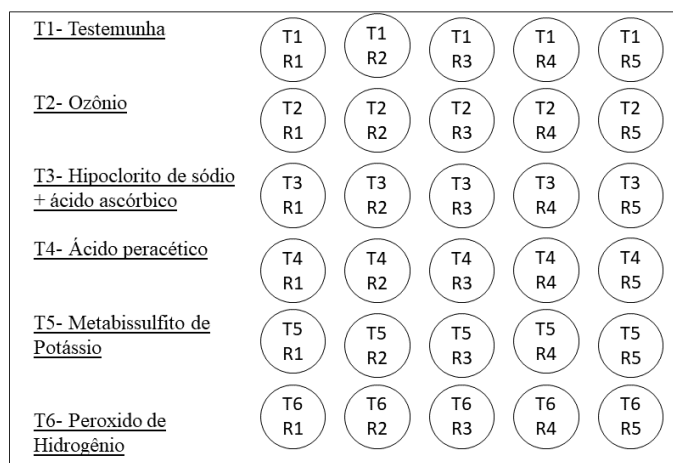 T1- Testemunha
T1 T1 T1 T1 T1
R1 R2 R3 R4 R5
T2- Ozônio
T2 T2 T2 T2 T2
R1 R2 R3 R4 R5
T3- Hipoclorito de sódio
+ ácido ascórbico
T3 T3 T3 T3 T3
R1 R2 R3 R4 R5
T4- Ácido peracético
T4 T4 T4 T4 T4
R1 R2 R3 R4 R5
T5- Metabissulfito de
Potássio
T5 T5 T5 T5 T5
R1 R2 R3 R4 R5
T6- Peroxido de
Hidrogênio
T6 T6 T6 T6 T6
R1 R2 R3 R4 R5